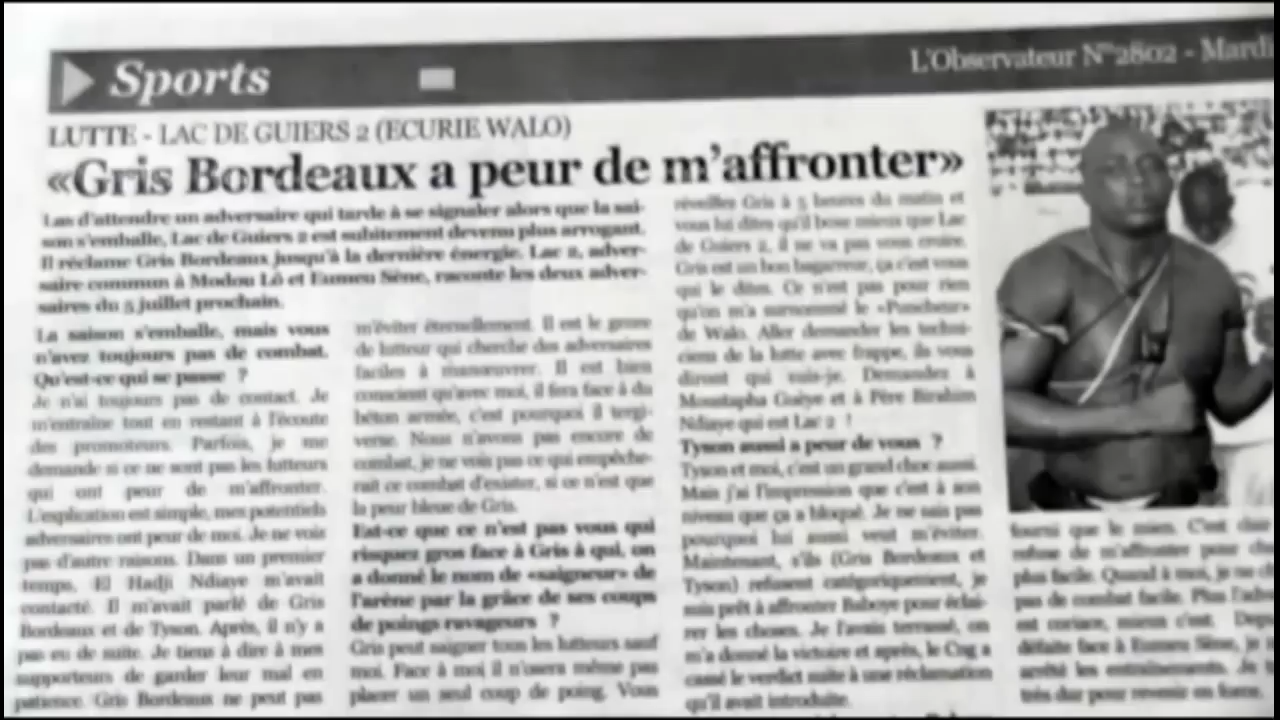 Sports
L'Observateur N°2802 - Mardi
LUTTE - LAC DE GUIERS 2 (ECURIE WALO)
«Gris Bordeaux a peur de m'affronter»
Las d'attendre un adversaire qui tarde à se signaler alors que la sai-
son s'emballe, Lac de Guiers 2 est subitement devenu plus arrogant.
Il réclame Gris Bordeaux jusqu'à la dernière énergie. Lac 2, adver-
saire commun à Modou Lô et Eumeu Sène, raconte les deux adver-
saires du 5 juillet prochain.
La saison s'emballe, mais vous
n'avez toujours pas de combat.
Qu'est-ce qui se passe ?
Je n'ai toujours pas de contact. Je
m'entraîne tout en restant à l'écoute
des promoteurs. Parfois, je me
demande si ce ne sont pas les lutteurs
qui ont peur de m'affronter.
L'explication est simple, mes potentiels
adversaires ont peur de moi. Je ne vois
pas d'autre raisons. Dans un premier
temps, El Hadji Ndiaye m'avait
contacté. Il m'avait parlé de Gris
Bordeaux et de Tyson. Après, il n'y a
pas eu de suite. Je tiens à dire à mes
supporteurs de garder leur mal en
patience. Gris Bordeaux ne peut pas
m'éviter éternellement. Il est le genre
de lutteur qui cherche des adversaires
faciles à manœuvrer. Il est bien
conscient qu'avec moi, il fera face à du
béton armée, c'est pourquoi il tergi-
verse. Nous n'avons pas encore de
combat, je ne vois pas ce qui empêche-
rait ce combat d'exister, si ce n'est que
la peur bleue de Gris.
Est-ce que ce n'est pas vous qui
risquez gros face à Gris à qui, on
a donné le nom de «saigneur» de
l'arène par la grâce de ses coups
de poings ravageurs ?
Gris peut saigner tous les lutteurs sauf
moi. Face à moi il n'usera même pas
placer un seul coup de poing. Vous
réveillez Gris à 5 heures du matin et
vous lui dites qu'il boxe mieux que Lac
de Guiers 2, il ne va pas vous croire.
Gris est un bon bagarreur, ça c'est vous
qui le dites. Ce n'est pas pour rien
qu'on m'a surnommé le «Puncheur»
de Walo. Aller demander les techni-
ciens de la lutte avec frappe, ils vous
diront qui suis-je. Demandez à
Moustapha Guèye et à Père Birahim
Ndiaye qui est Lac 2 !
Tyson aussi a peur de vous ?
Tyson et moi, c'est un grand choc aussi.
Mais j'ai l'impression que c'est à son
niveau que ça a bloqué. Je ne sais pas
pourquoi lui aussi veut m'éviter.
Maintenant, s'ils (Gris Bordeaux et
Tyson) refusent catégoriquement, je
suis prêt à affronter Baboye pour éclai-
rer les choses. Je l'avais terrassé, on
m'a donné la victoire et après, le Cng a
cassé le verdict suite à une réclamation
qu'il avait introduite.
fourni que le mien. C'est
refuse de m'affronter pour
plus facile. Quand à moi, je ne
pas de combat facile. Plus
est coriace, mieux c'est.
défaite face à Eumeu Sène, je
arrêté les entraînements. Je
très dur pour revenir en forme.